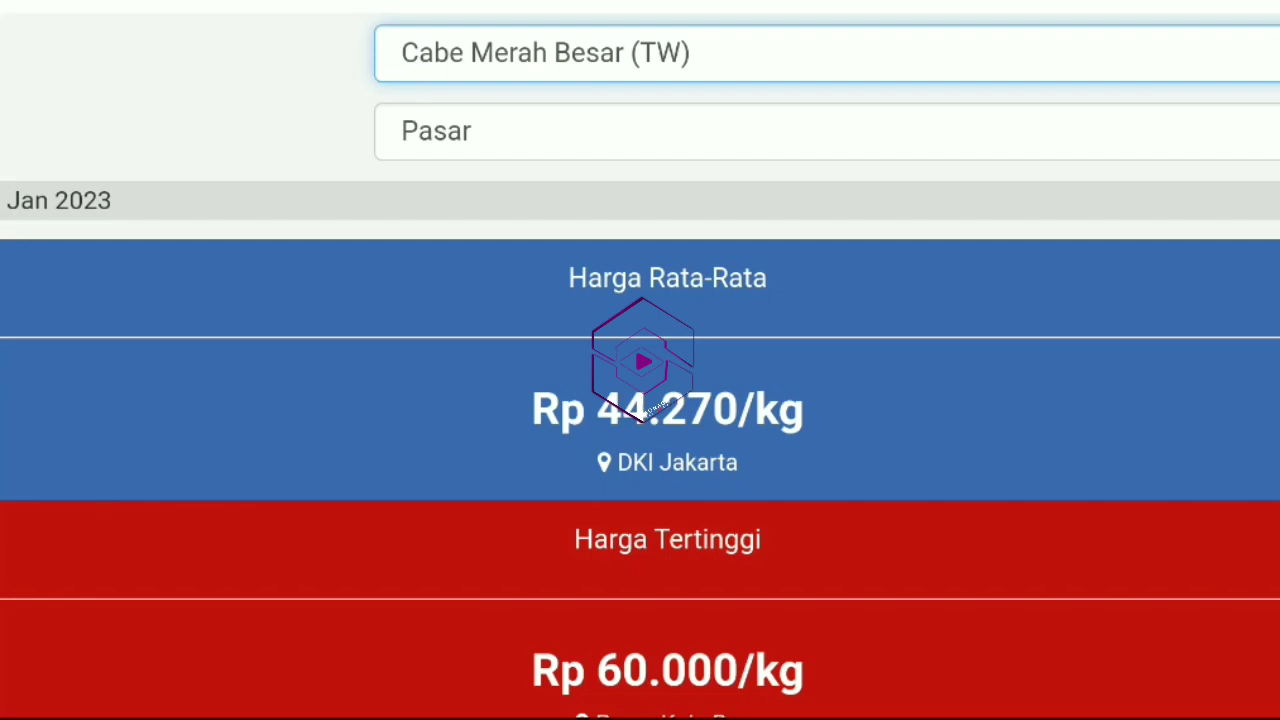 Cabe Merah Besar (TW)
Pasar
Jan 2023
Harga Rata-Rata
Rp 44.270/kg
DKI Jakarta
Harga Tertinggi
Rp 60.000/kg